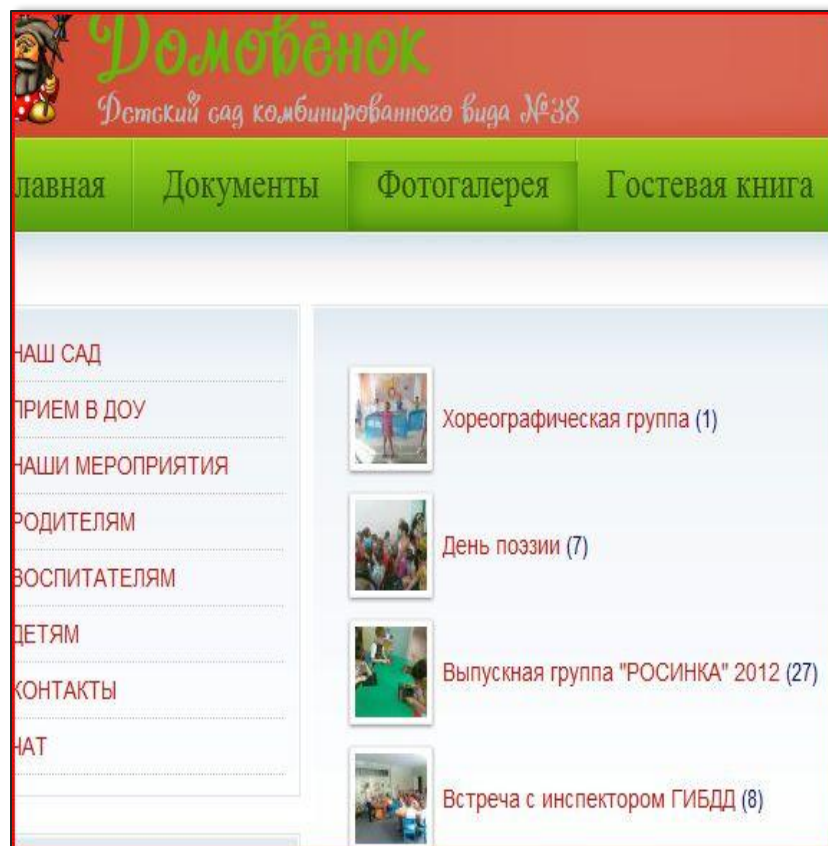 Домовёнок
Детский сад комбинированного вида №38
лавная Документы Фотогалерея Гостевая книга
НАШ САД
ПРИЕМ В ДОУ
НАШИ МЕРОПРИЯТИЯ
РОДИТЕЛЯМ
ВОСПИТАТЕЛЯМ
ДЕТЯМ
КОНТАКТЫ
ЧАТ
Хореографическая группа (1)
День поэзии (7)
Выпускная группа "РОСИНКА" 2012 (27)
Встреча с инспектором ГИБДД (8)